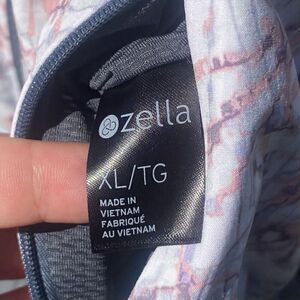 zella
XL/TG
MADE IN
VIETNAM
FABRIQUÉ
AU VIETNAM